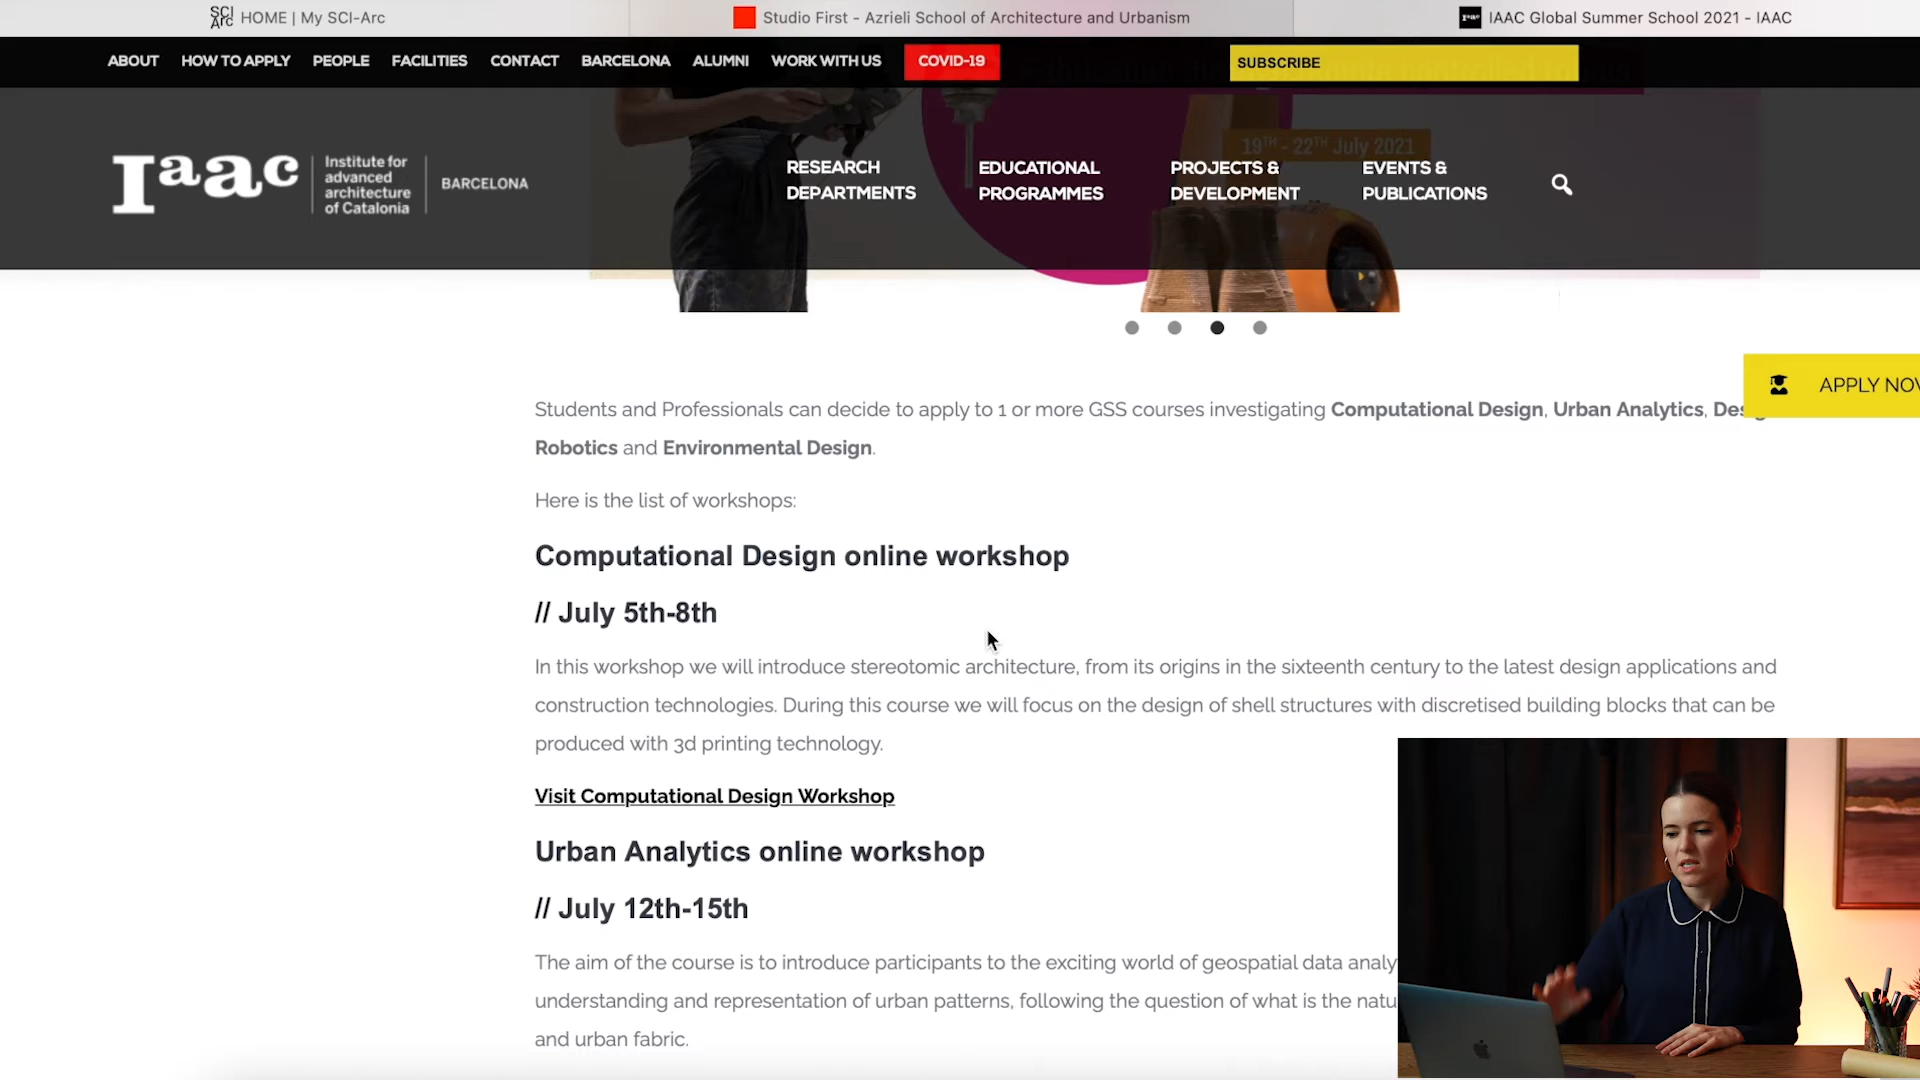 SCI Arc HOME | My SCI-Arc
Studio First - Azrieli School of Architecture and Urbanism
IAAC Global Summer School 2021 - IAAC
ABOUT HOW TO APPLY PEOPLE FACILITIES CONTACT BARCELONA ALUMNI WORK WITH US COVID-19 SUBSCRIBE
19TH - 22TH July 2021
Iaac
Institute for
advanced
architecture
of Catalonia
BARCELONA
RESEARCH
DEPARTMENTS
EDUCATIONAL
PROGRAMMES
PROJECTS &
DEVELOPMENT
EVENTS &
PUBLICATIONS
APPLY NOV
Students and Professionals can decide to apply to 1 or more GSS courses investigating Computational Design, Urban Analytics,
Robotics and Environmental Design.
Here is the list of workshops:
Computational Design online workshop
// July 5th-8th
In this workshop we will introduce stereotomic architecture, from its origins in the sixteenth century to the latest design applications and
construction technologies. During this course we will focus on the design of shell structures with discretised building blocks that can be
produced with 3d printing technology.
Visit Computational Design Workshop
Urban Analytics online workshop
// July 12th-15th
The aim of the course is to introduce participants to the exciting world of geospatial data analy
understanding and representation of urban patterns, following the question of what is the natu
and urban fabric.